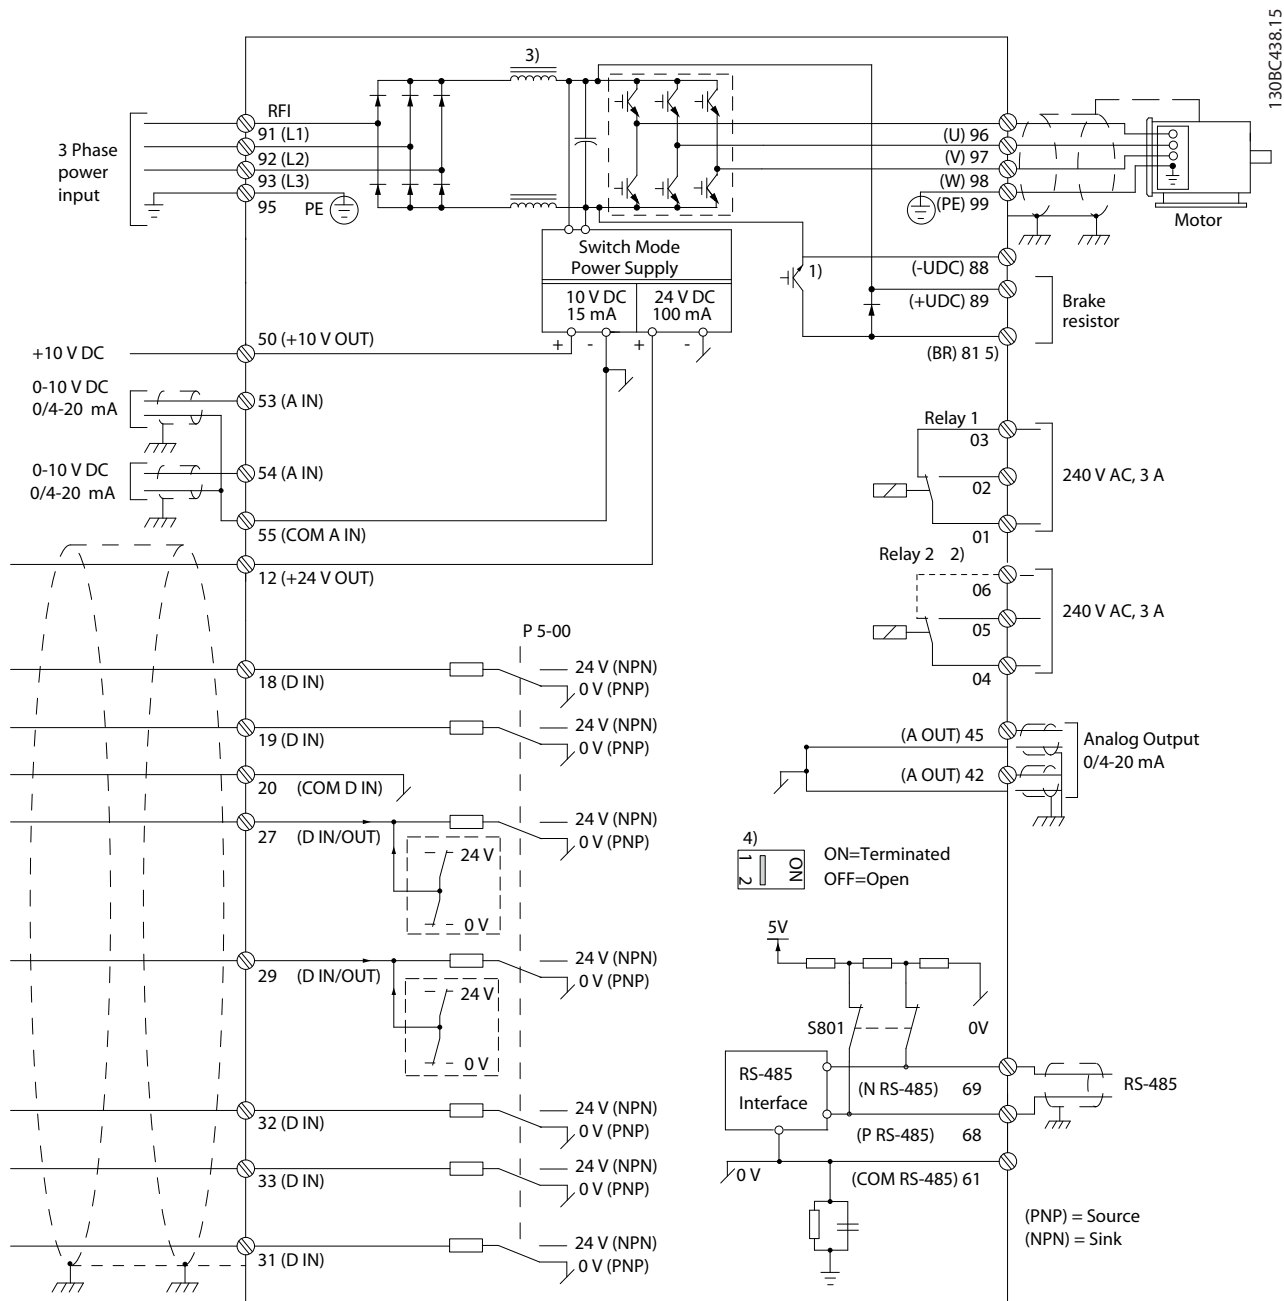 130BC438.15
3)
RFI
3 Phase
power
input
91 (L1)
92 (L2)
93 (L3)
95
PE
(U) 96
(V) 97
(W) 98
(PE) 99
Motor
Switch Mode
Power Supply
10 V DC
15 mA
24 V DC
100 mA
+ - + -
1)
(-UDC) 88
(+UDC) 89
(BR) 81 5)
Brake
resistor
+10 V DC
50 (+10 V OUT)
0-10 V DC
0/4-20 mA
53 (A IN)
0-10 V DC
0/4-20 mA
54 (A IN)
55 (COM A IN)
12 (+24 V OUT)
Relay 1
03
02
01
240 V AC, 3 A
Relay 2 2)
06
05
04
240 V AC, 3 A
P 5-00
18 (D IN)
24 V (NPN)
0 V (PNP)
19 (D IN)
24 V (NPN)
0 V (PNP)
20 (COM D IN)
27 (D IN/OUT)
24 V (NPN)
0 V (PNP)
24 V
0 V
29 (D IN/OUT)
24 V (NPN)
0 V (PNP)
24 V
0 V
32 (D IN)
24 V (NPN)
0 V (PNP)
33 (D IN)
24 V (NPN)
0 V (PNP)
31 (D IN)
24 V (NPN)
0 V (PNP)
(A OUT) 45
(A OUT) 42
Analog Output
0/4-20 mA
4)
1 2
ON
ON=Terminated
OFF=Open
5V
S801
0V
RS-485
Interface
(N RS-485) 69
(P RS-485) 68
RS-485
0 V
(COM RS-485) 61
(PNP) = Source
(NPN) = Sink